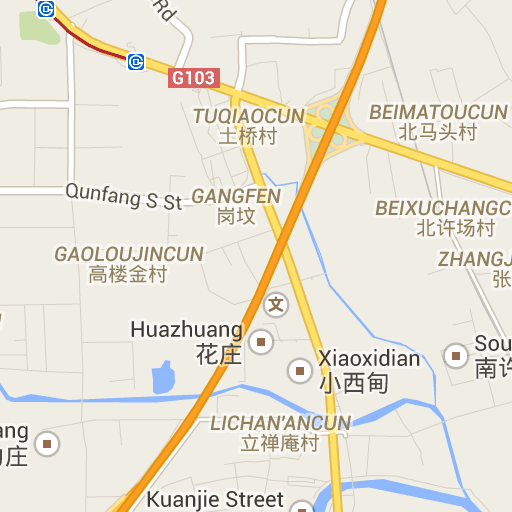 Rd
G103
TUQIAOCUN
土桥村
BEIMATOUCUN
北马头村
Qunfang S St
GANGFEN
岗坟
BEIXUCHANGC
北许场村
GAOLOUJINCUN
高楼金村
ZHANGJ
张
文
Huazhuang
花庄
Xiaoxidian
小西甸
Sou
南许
LICHAN'ANCUN
立禅庵村
ang
庄
Kuanjie Street